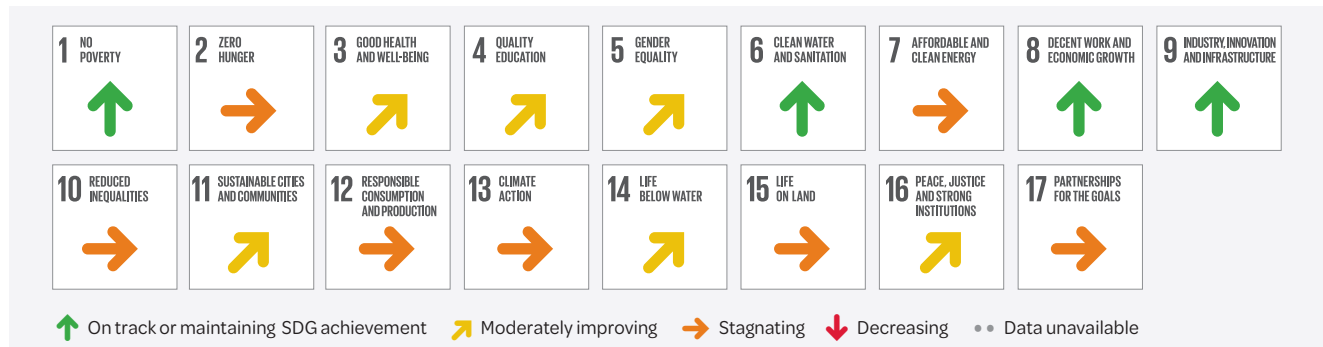 1 NO POVERTY
2 ZERO HUNGER
3 GOOD HEALTH AND WELL-BEING
4 QUALITY EDUCATION
5 GENDER EQUALITY
6 CLEAN WATER AND SANITATION
7 AFFORDABLE AND CLEAN ENERGY
8 DECENT WORK AND ECONOMIC GROWTH
9 INDUSTRY, INNOVATION AND INFRASTRUCTURE
10 REDUCED INEQUALITIES
11 SUSTAINABLE CITIES AND COMMUNITIES
12 RESPONSIBLE CONSUMPTION AND PRODUCTION
13 CLIMATE ACTION
14 LIFE BELOW WATER
15 LIFE ON LAND
16 PEACE, JUSTICE AND STRONG INSTITUTIONS
17 PARTNERSHIPS FOR THE GOALS
On track or maintaining SDG achievement Moderately improving Stagnating Decreasing Data unavailable